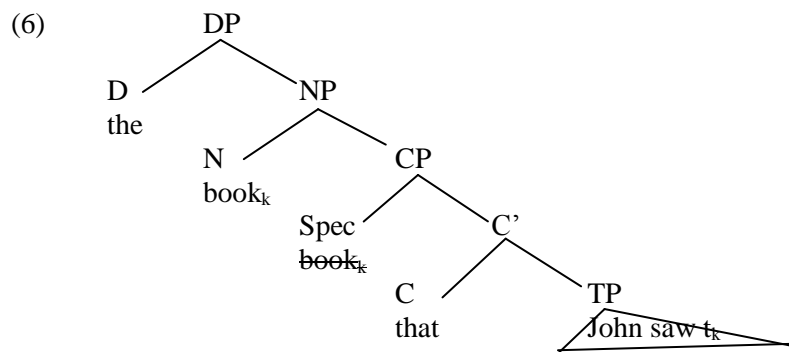 (6) DP
D NP
the
N CP
bookₖ
Spec C’
bookₖ
C TP
that John saw tₖ